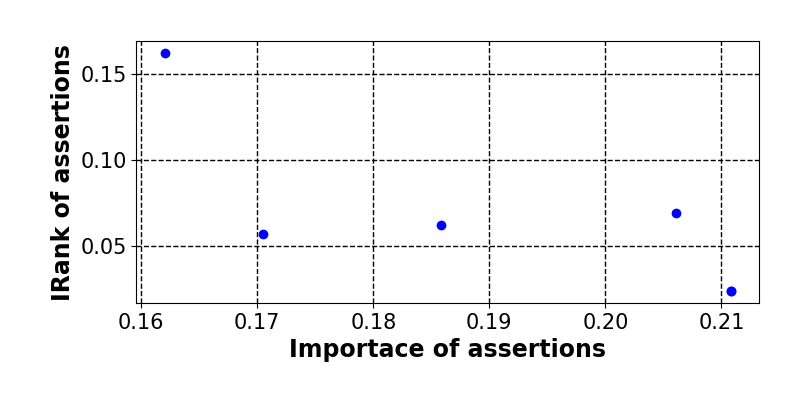 IRank of assertions
0.15
0.10
0.05
0.16 0.17 0.18 0.19 0.20 0.21
Importace of assertions